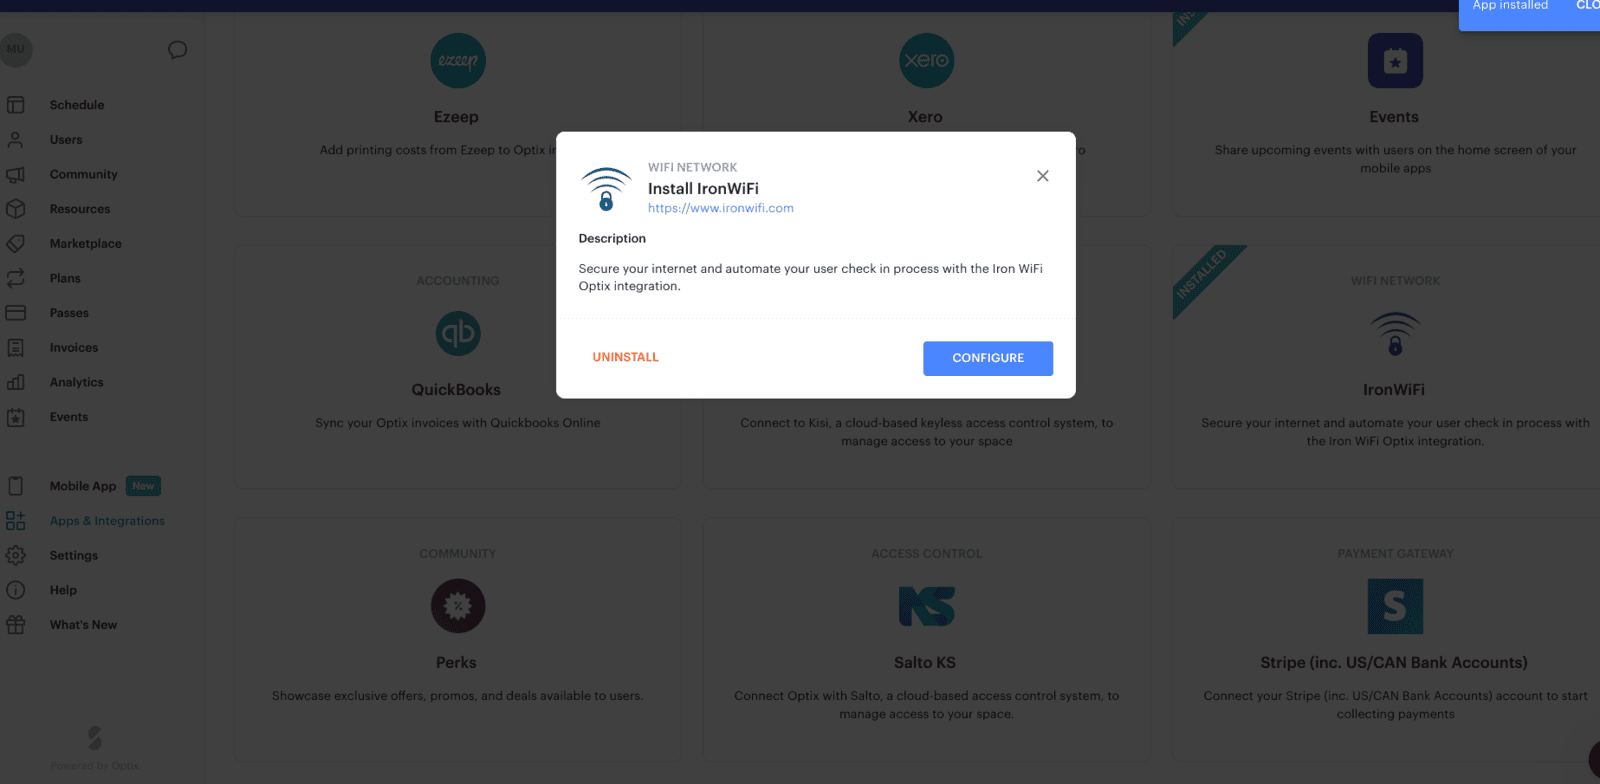 App installed
MU
Schedule
Users
Community
Resources
Marketplace
Plans
Passes
Invoices
Analytics
Events
Mobile App New
Apps & Integrations
Settings
Help
What's New
Powered by Optix
ezeep
Ezeep
Add printing costs from Ezeep to Optix
xero
Xero
Events
Share upcoming events with users on the home screen of your
mobile apps
WIFI NETWORK
Install IronWiFi
https://www.ironwifi.com
Description
Secure your internet and automate your user check in process with the Iron WiFi
Optix integration.
UNINSTALL
CONFIGURE
ACCOUNTING
qb
QuickBooks
Sync your Optix invoices with Quickbooks Online
Connect to Kisi, a cloud-based keyless access control system, to
manage access to your space
INSTALLED
WIFI NETWORK
IronWiFi
Secure your internet and automate your user check in process with
the Iron WiFi Optix integration.
COMMUNITY
Perks
Showcase exclusive offers, promos, and deals available to users.
ACCESS CONTROL
KS
Salto KS
Connect Optix with Salto, a cloud-based access control system, to
manage access to your space.
PAYMENT GATEWAY
S
Stripe (inc. US/CAN Bank Accounts)
Connect your Stripe (inc. US/CAN Bank Accounts) account to start
collecting payments